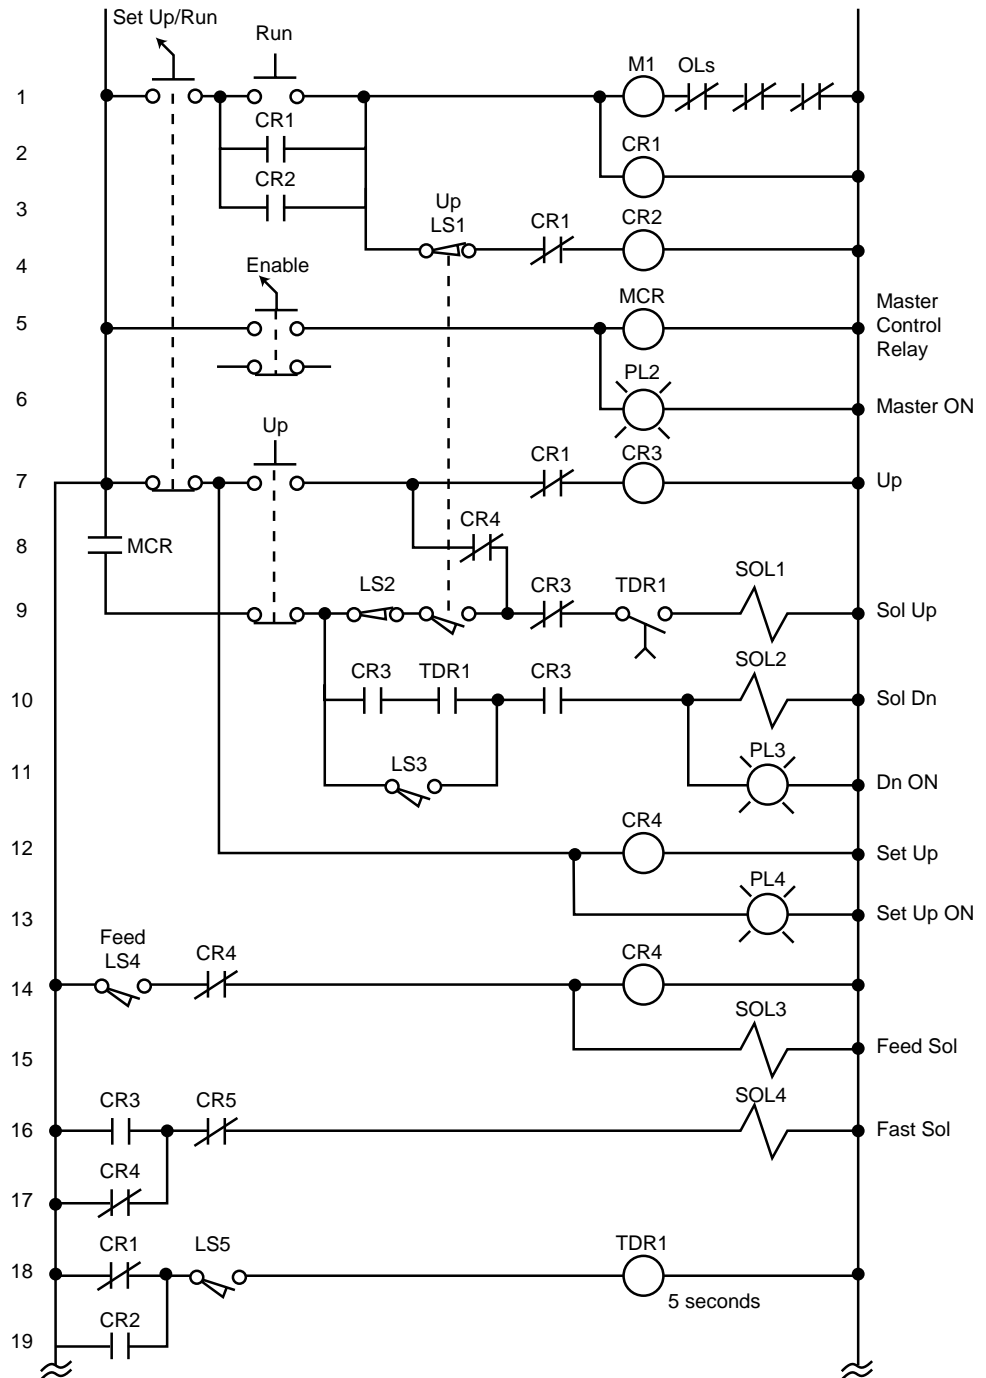 Set Up/Run
Run
M1
OLs
1
CR1
2
CR1
CR2
3
Up
LS1
CR1
CR2
4
Enable
5
MCR
Master
Control
Relay
PL2
6
Master ON
Up
7
CR1
CR3
Up
CR4
8
MCR
LS2
CR3
TDR1
SOL1
9
Sol Up
CR3
TDR1
CR3
SOL2
10
Sol Dn
LS3
PL3
11
Dn ON
CR4
12
Set Up
PL4
13
Set Up ON
Feed
LS4
CR4
CR4
14
SOL3
15
Feed Sol
CR3
CR5
SOL4
16
Fast Sol
CR4
17
CR1
LS5
TDR1
18
5 seconds
CR2
19